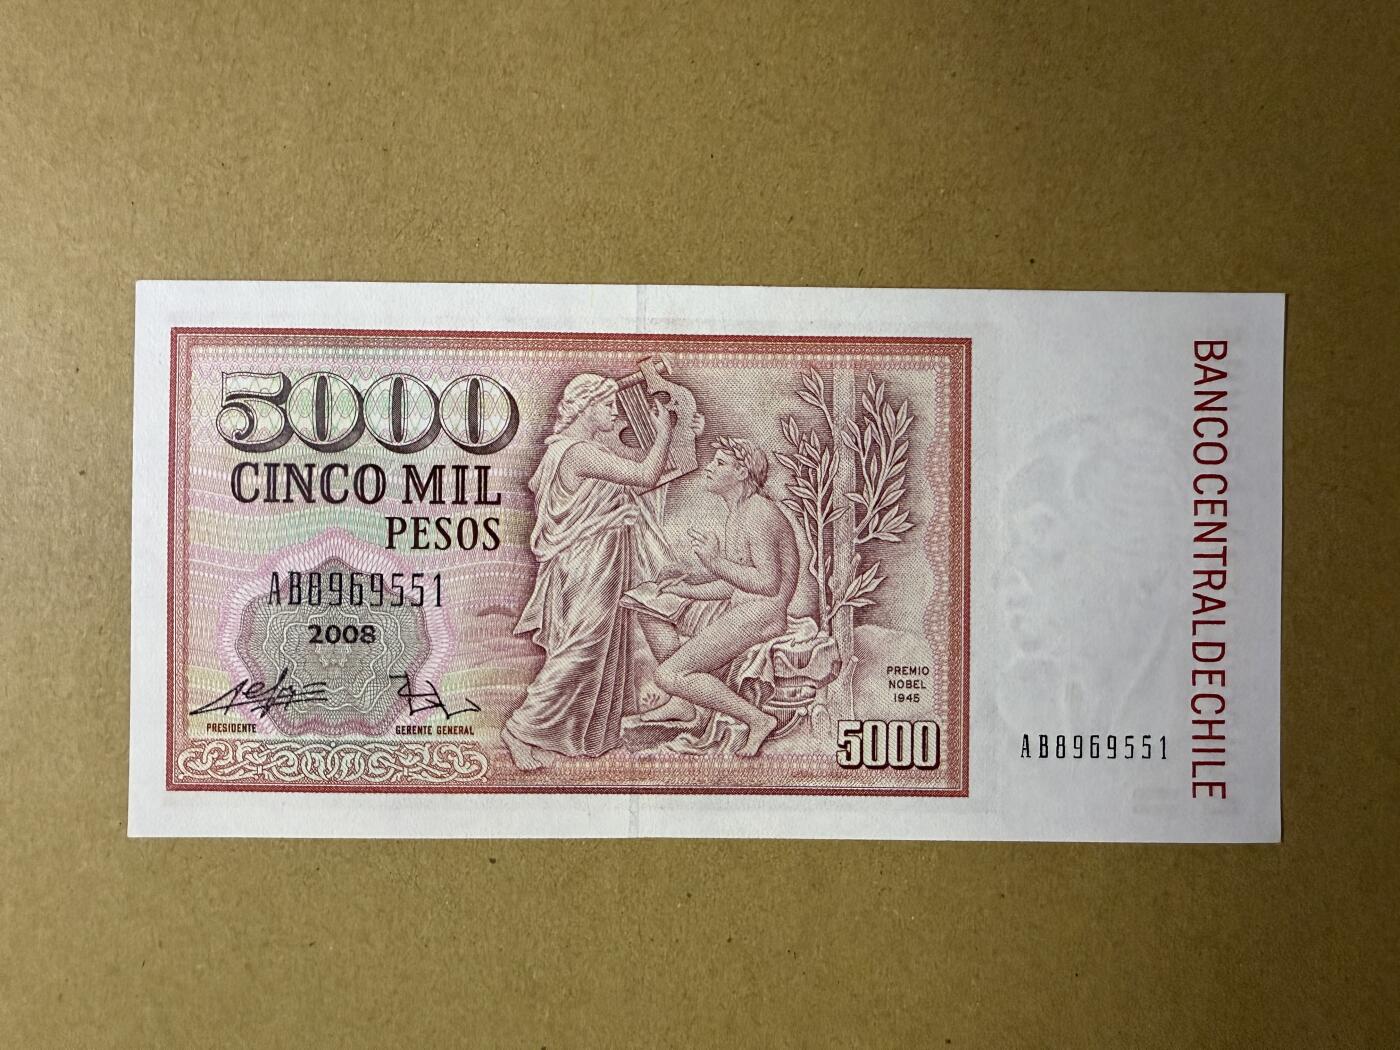 5000
CINCO MIL
PESOS
AB8969551
2008
PRESIDENTE
GERENTE GENERAL
PREMIO
NOBEL
1945
5000
AB8969551
BANCO CENTRAL DE CHILE